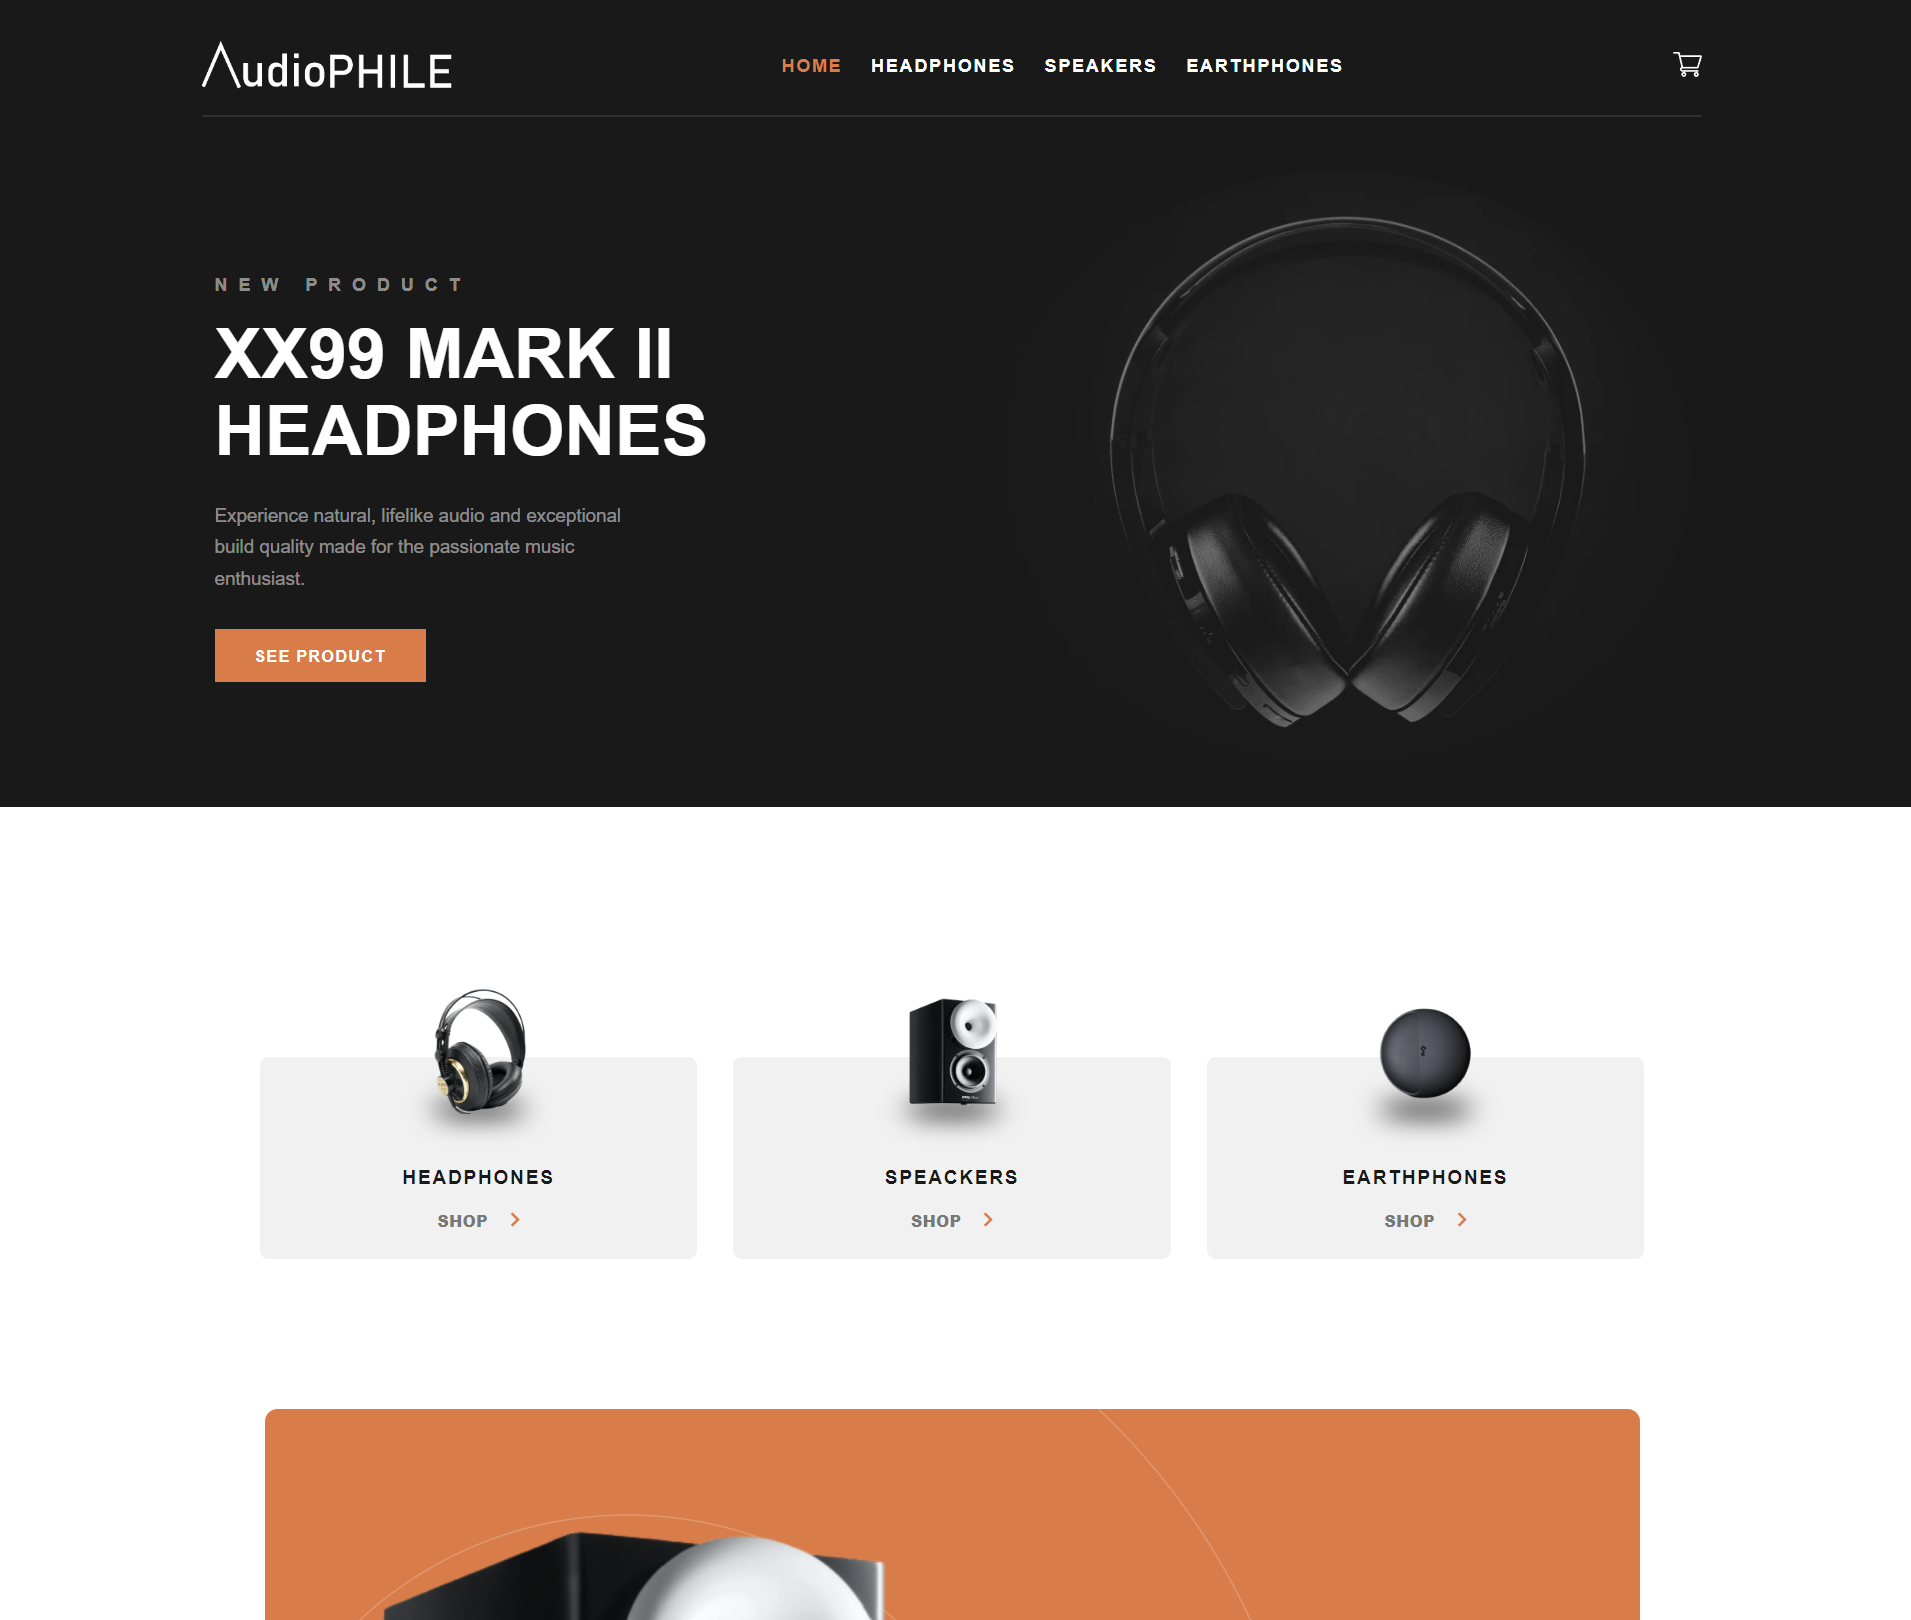 AudioPHILE
HOME HEADPHONES SPEAKERS EARTHPHONES
NEW PRODUCT
XX99 MARK II
HEADPHONES
Experience natural, lifelike audio and exceptional
build quality made for the passionate music
enthusiast.
SEE PRODUCT
HEADPHONES
SHOP
SPEACKERS
SHOP
EARTHPHONES
SHOP